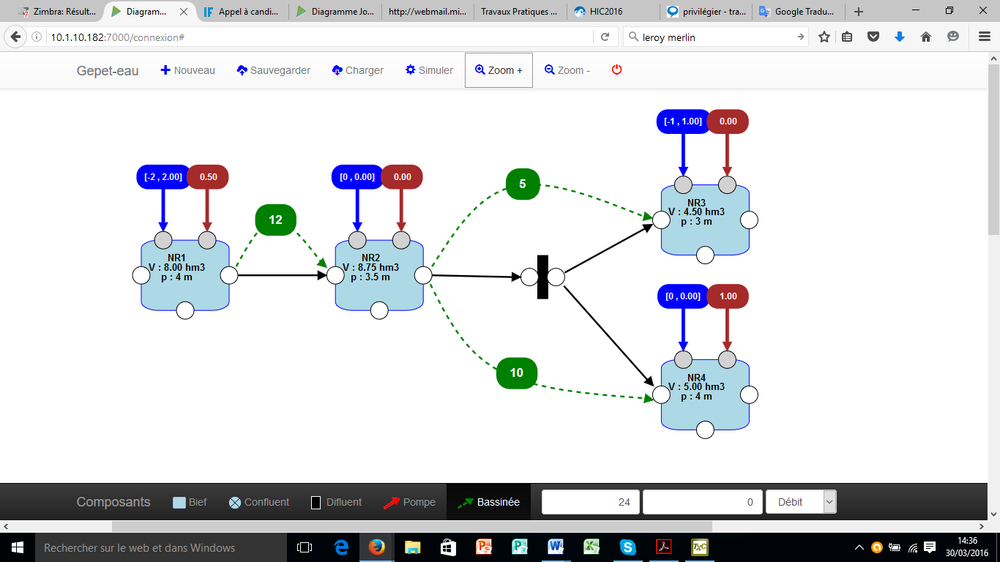 Zimbra: Résult...
Diagram...
Appel à candi...
Diagramme Jo...
http://webmail.mi...
Travaux Pratiques ...
HIC2016
privilégier - tra...
Google Tradu...
10.1.10.182:7000/connexion#
leroy merlin
Gepet-eau
Nouveau
Sauvegarder
Charger
Simuler
Zoom +
Zoom -
[-1 , 1.00]
0.00
[-2 , 2.00]
0.50
[0 , 0.00]
0.00
5
12
NR3
V : 4.50 hm3
p : 3 m
NR1
V : 8.00 hm3
p : 4 m
NR2
V : 8.75 hm3
p : 3.5 m
[0 , 0.00]
1.00
10
NR4
V : 5.00 hm3
p : 4 m
Composants
Bief
Confluent
Difluent
Pompe
Bassinée
24
0
Débit
Rechercher sur le web et dans Windows
14:36
30/03/2016